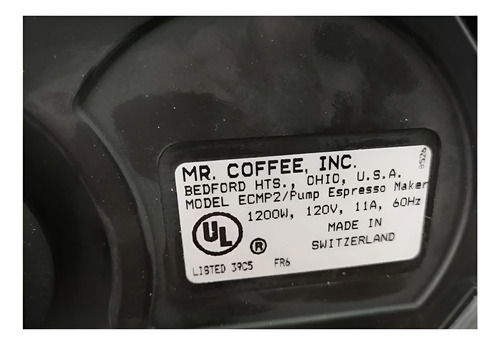 MR. COFFEE, INC.
BEDFORD HTS., OHIO, U.S.A.
MODEL ECMP2/Pump Espresso Maker
1200W, 120V, 11A, 60Hz
UL ®
MADE IN
SWITZERLAND
LISTED 39C5 FR6